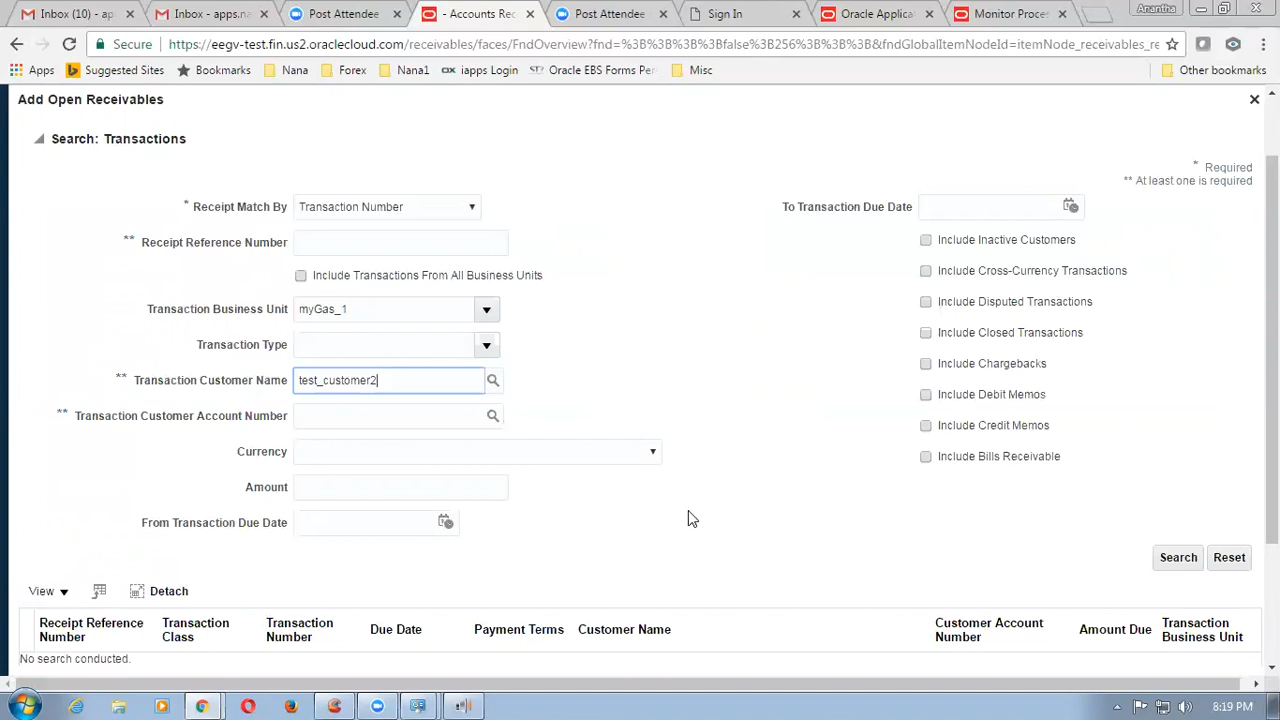 Inbox (10) - ap
Inbox - apps.na
Post Attendee
- Accounts Rec
Post Attendee
Sign In
Oracle Applica
Monitor Proces
Anantha
Secure
https://eegv-test.fin.us2.oraclecloud.com/receivables/faces/FndOverview?fnd=%3B%3B%3B%3Bfalse%3B256%3B%3B%3B&fndGlobalItemNodeId=itemNode_receivables_re
Apps
Suggested Sites
Bookmarks
Nana
Forex
Nana1
iapps Login
Oracle EBS Forms Per
Misc
Other bookmarks
Add Open Receivables
Search: Transactions
* Required
** At least one is required
* Receipt Match By
Transaction Number
To Transaction Due Date
** Receipt Reference Number
Include Inactive Customers
Include Transactions From All Business Units
Include Cross-Currency Transactions
Transaction Business Unit
myGas_1
Include Disputed Transactions
Transaction Type
Include Closed Transactions
** Transaction Customer Name
test_customer2
Include Chargebacks
** Transaction Customer Account Number
Include Debit Memos
Include Credit Memos
Currency
Include Bills Receivable
Amount
From Transaction Due Date
Search
Reset
View
Detach
Receipt Reference Number
Transaction Class
Transaction Number
Due Date
Payment Terms
Customer Name
Customer Account Number
Amount Due
Transaction Business Unit
No search conducted.
8:19 PM